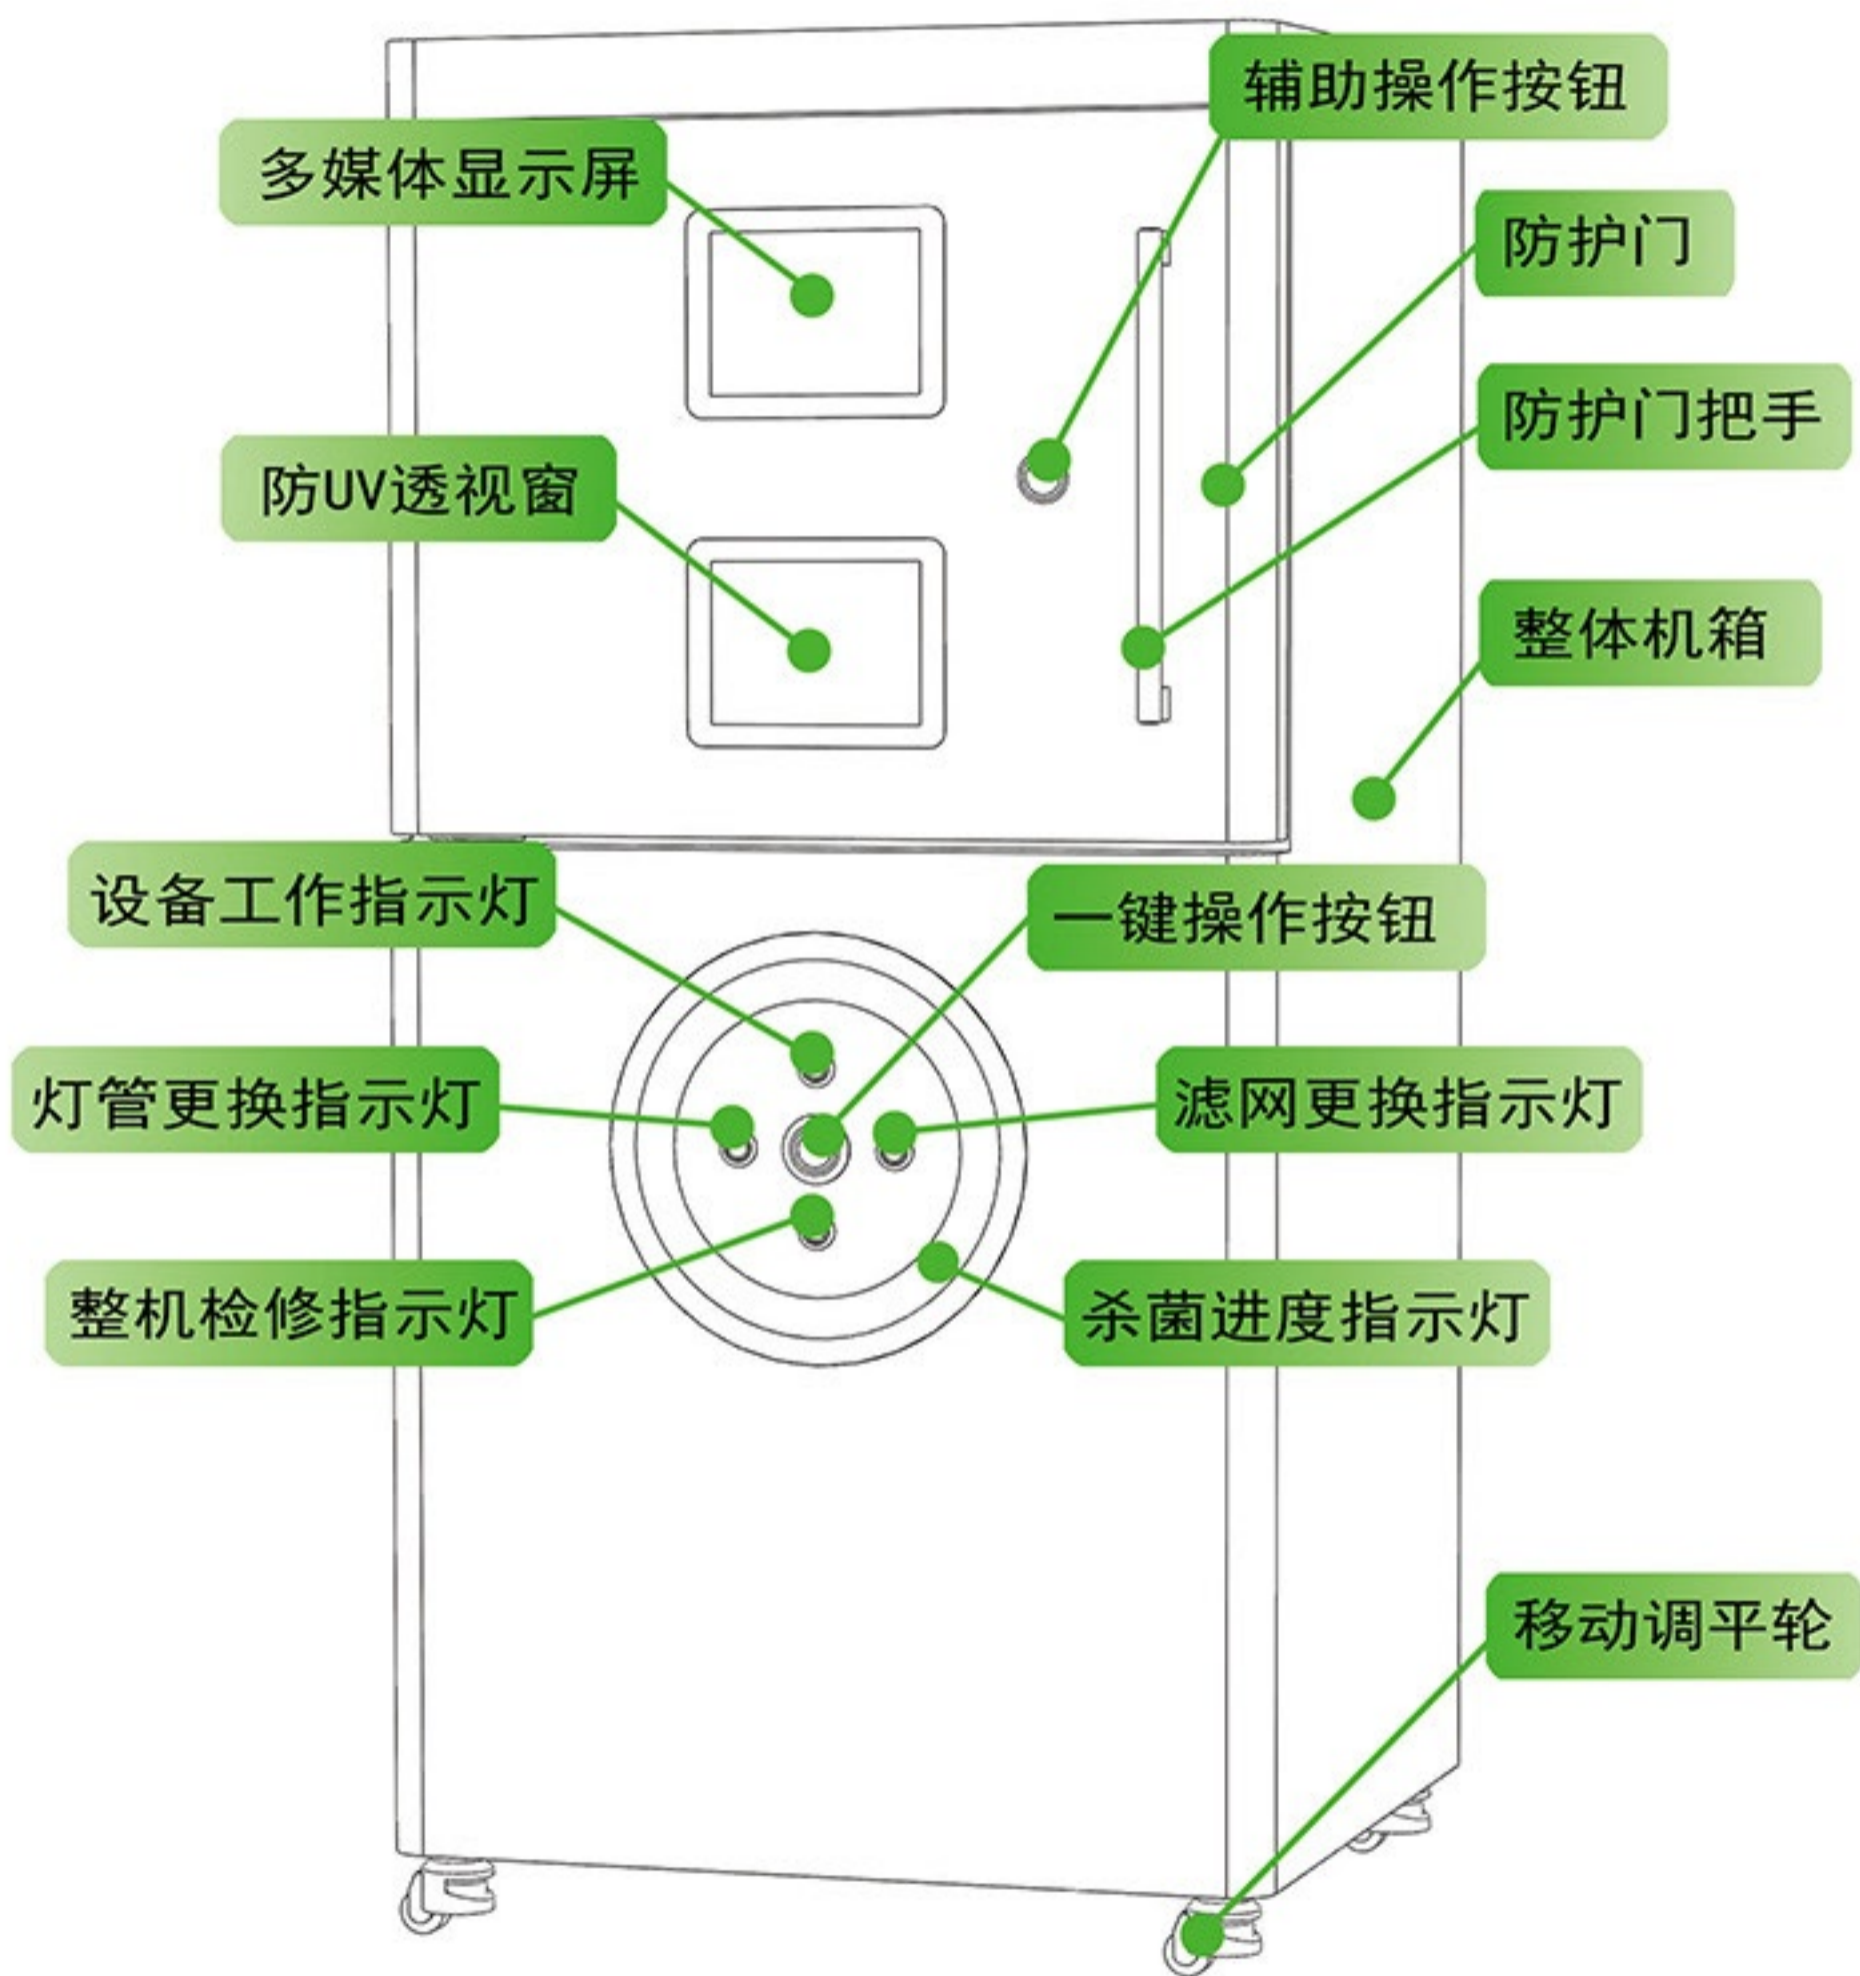 辅助操作按钮
多媒体显示屏
防护门
防护门把手
防UV透视窗
整体机箱
设备工作指示灯
一键操作按钮
灯管更换指示灯
滤网更换指示灯
整机检修指示灯
杀菌进度指示灯
移动调平轮